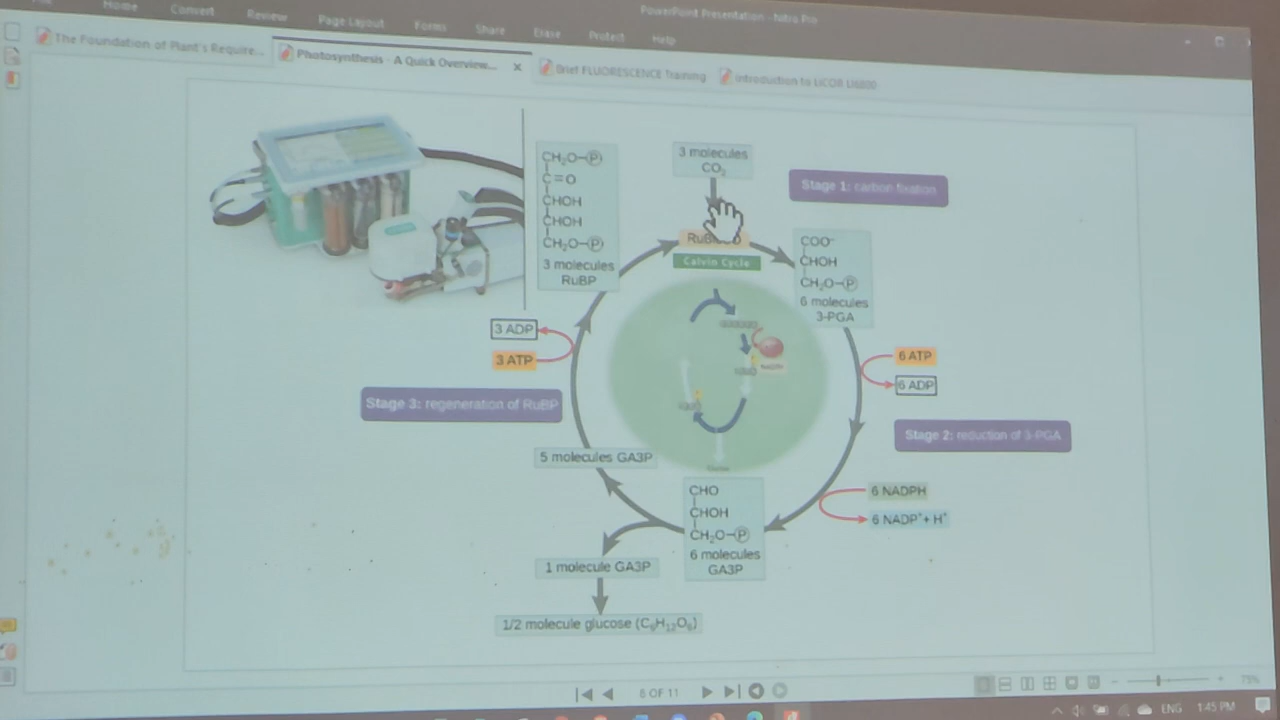 Home Convert Review Page Layout Forms Share Erase Protect Help
PowerPoint Presentation - Nitro Pro
The Foundation of Plant's Require...
Photosynthesis - A Quick Overview...
Brief FLUORESCENCE Training
Introduction to LICOR LI6800
CH₂O-P
C=O
CHOH
CHOH
CH₂O-P
3 molecules
RuBP
3 molecules
CO₂
Stage 1: carbon fixation
Calvin Cycle
COO⁻
CHOH
CH₂O-P
6 molecules
3-PGA
3 ADP
3 ATP
6 ATP
6 ADP
Stage 3: regeneration of RuBP
Stage 2: reduction of 3-PGA
5 molecules GA3P
6 NADPH
6 NADP⁺+ H⁺
CHO
CHOH
CH₂O-P
6 molecules
GA3P
1 molecule GA3P
1/2 molecule glucose (C₆H₁₂O₆)
6 OF 11
75%
ENG 1:45 PM